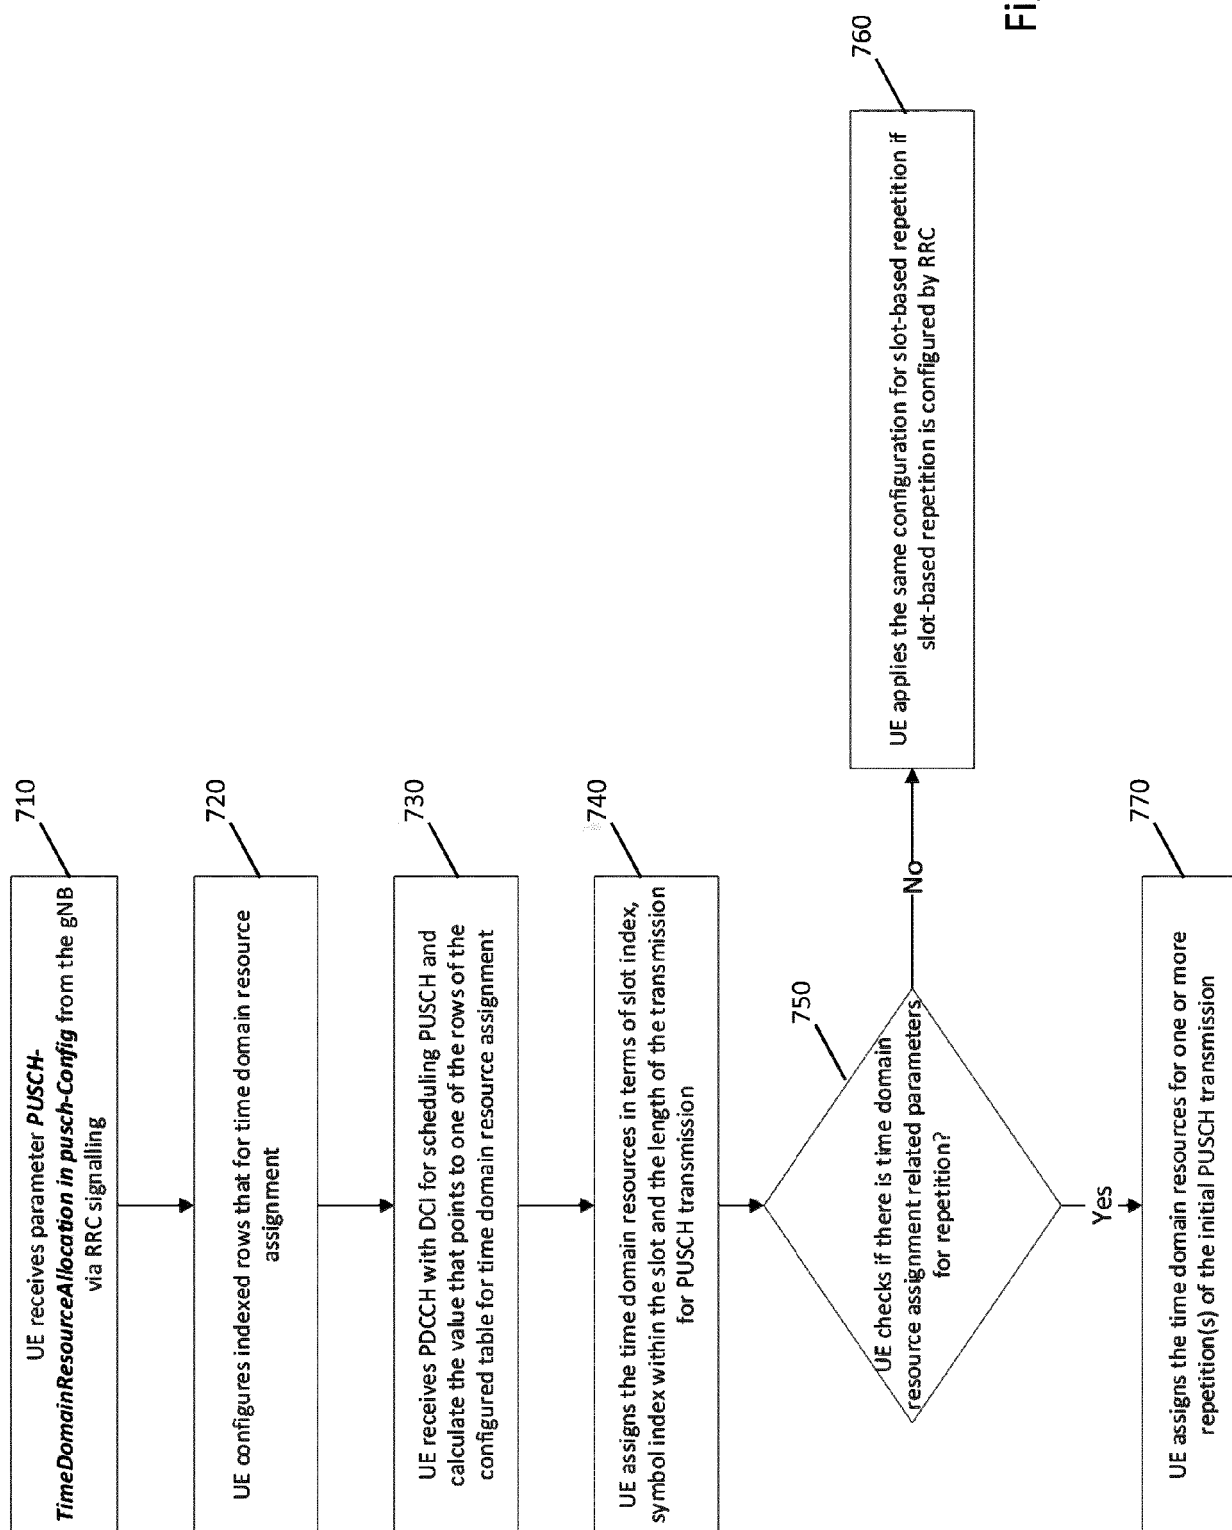 710
UE receives parameter PUSCH-
TimeDomainResourceAllocation in pusch-Config from the gNB
via RRC signalling
720
UE configures indexed rows that for time domain resource
assignment
730
UE receives PDCCH with DCI for scheduling PUSCH and
calculate the value that points to one of the rows of the
configured table for time domain resource assignment
740
UE assigns the time domain resources in terms of slot index,
symbol index within the slot and the length of the transmission
for PUSCH transmission
750
UE checks if there is time domain
resource assignment related parameters
for repetition?
No
760
UE applies the same configuration for slot-based repetition if
slot-based repetition is configured by RRC
Yes
770
UE assigns the time domain resources for one or more
repetition(s) of the initial PUSCH transmission